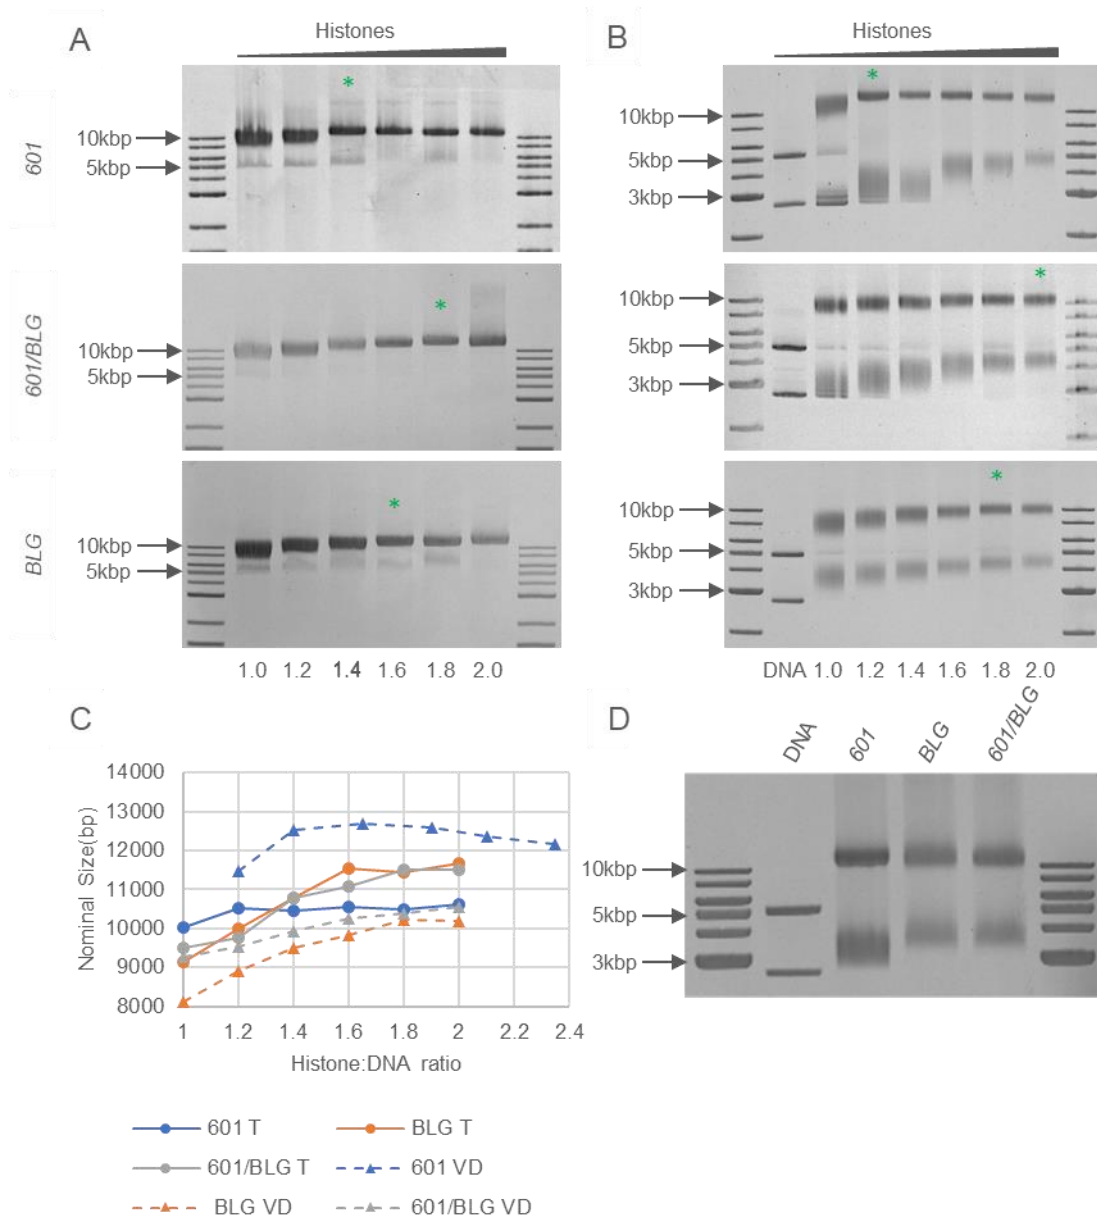 A
Histones
*
601
10kbp
5kbp
*
601/BLG
10kbp
5kbp
*
BLG
10kbp
5kbp
1.0 1.2 1.4 1.6 1.8 2.0
B
Histones
*
10kbp
5kbp
3kbp
*
10kbp
5kbp
3kbp
*
10kbp
5kbp
3kbp
DNA 1.0 1.2 1.4 1.6 1.8 2.0
C
Nominal Size(bp)
14000
13000
12000
11000
10000
9000
8000
1 1.2 1.4 1.6 1.8 2 2.2 2.4
Histone:DNA ratio
601 T BLG T
601/BLG T 601 VD
BLG VD 601/BLG VD
D
DNA 601 BLG 601/BLG
10kbp
5kbp
3kbp